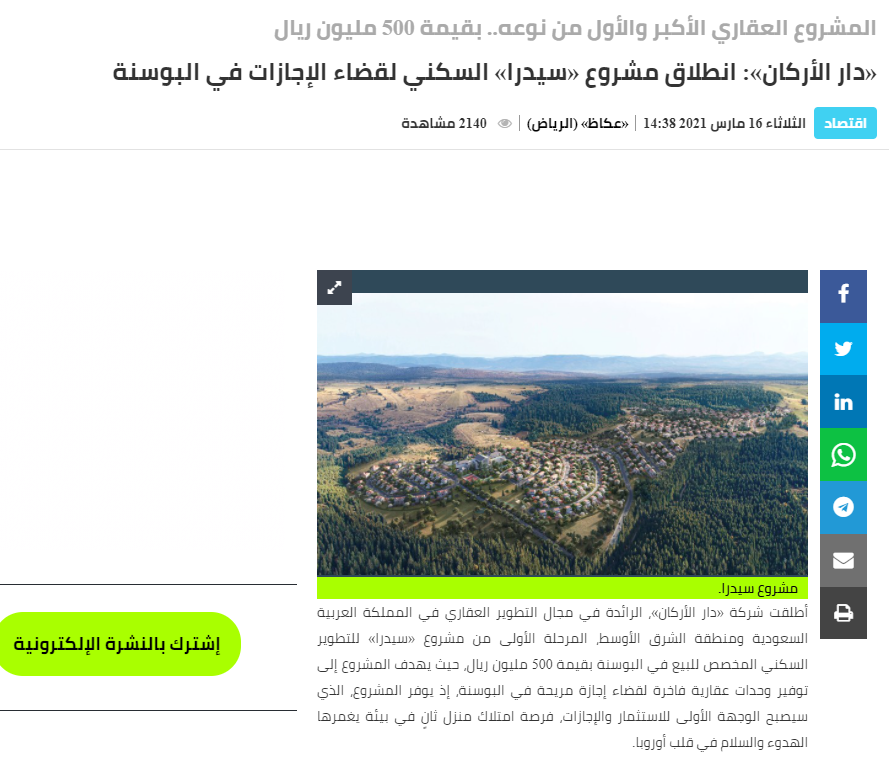 المشروع العقاري الأكبر والأول من نوعه.. بقيمة 500 مليون ريال
«دار الأركان»: انطلاق مشروع «سيدرا» السكني لقضاء الإجازات في البوسنة
اقتصاد
الثلاثاء 16 مارس 2021 14:38 | «عكاظ» (الرياض) | 2140 مشاهدة
مشروع سيدرا.
أطلقت شركة «دار الأركان»، الرائدة في مجال التطوير العقاري في المملكة العربية
السعودية ومنطقة الشرق الأوسط، المرحلة الأولى من مشروع «سيدرا» للتطوير
السكني المخصص للبيع في البوسنة بقيمة 500 مليون ريال، حيث يهدف المشروع إلى
توفير وحدات عقارية فاخرة لقضاء إجازة مريحة في البوسنة، إذ يوفر المشروع، الذي
سيصبح الوجهة الأولى للاستثمار والإجازات، فرصة امتلاك منزل ثانٍ في بيئة يغمرها
الهدوء والسلام في قلب أوروبا.
إشترك بالنشرة الإلكترونية